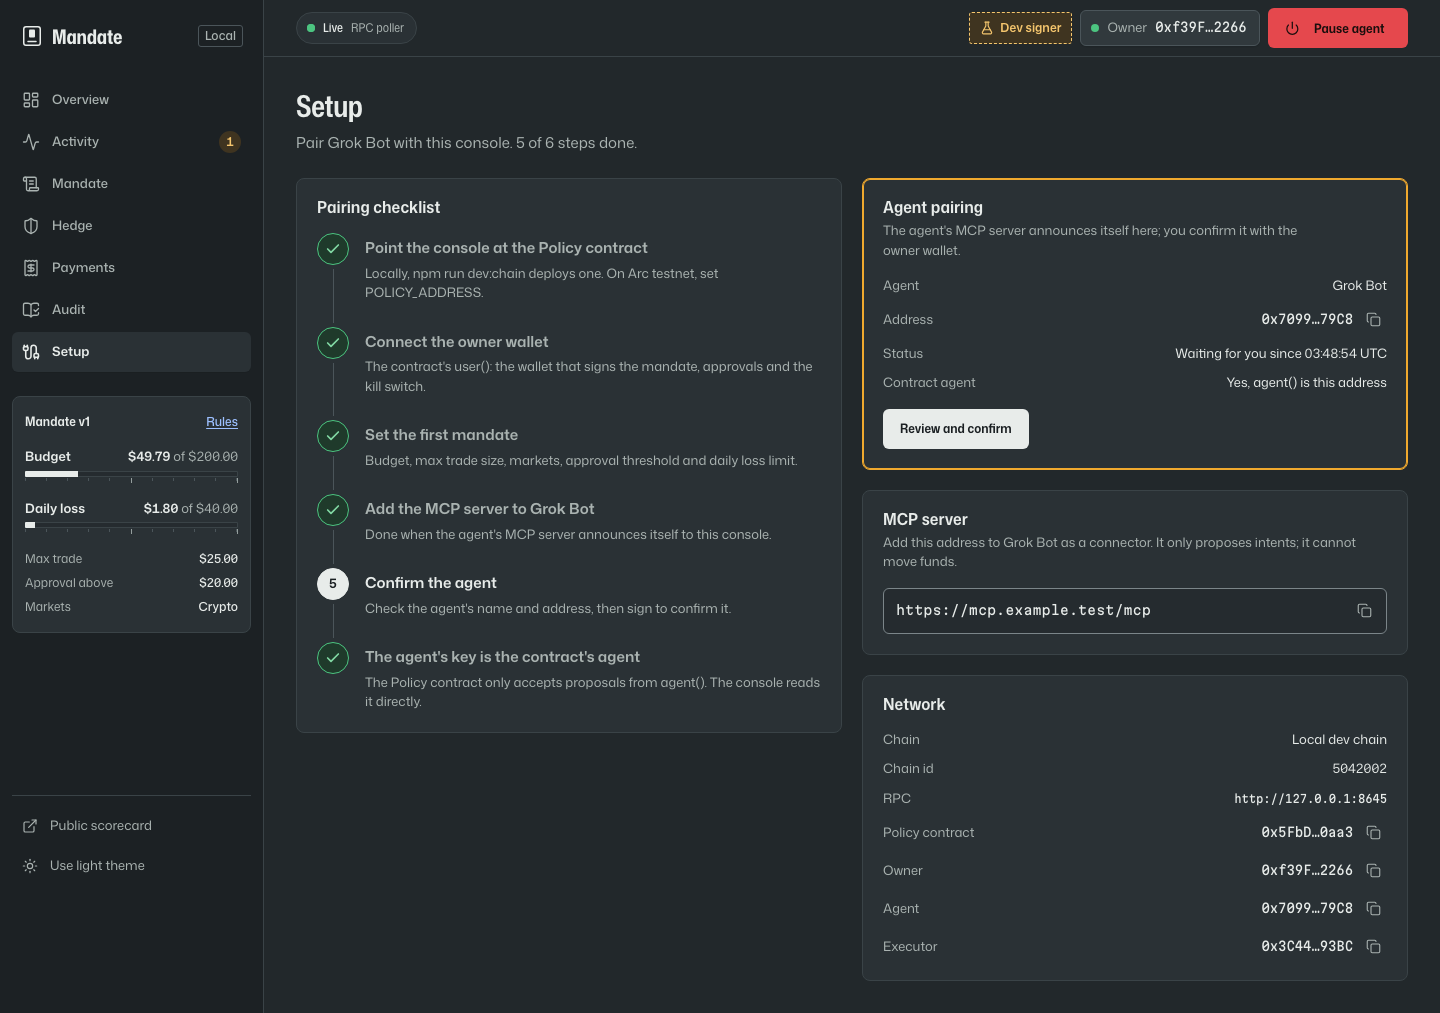 Mandate
Local
Overview
Activity
1
Mandate
Hedge
Payments
Audit
Setup
Mandate v1
Rules
Budget
$49.79 of $200.00
Daily loss
$1.80 of $40.00
Max trade
$25.00
Approval above
$20.00
Markets
Crypto
Public scorecard
Use light theme
Live RPC poller
Dev signer
Owner 0xf39F…2266
Pause agent
Setup
Pair Grok Bot with this console. 5 of 6 steps done.
Pairing checklist
Point the console at the Policy contract
Locally, npm run dev:chain deploys one. On Arc testnet, set
POLICY_ADDRESS.
Connect the owner wallet
The contract's user(): the wallet that signs the mandate, approvals and the
kill switch.
Set the first mandate
Budget, max trade size, markets, approval threshold and daily loss limit.
Add the MCP server to Grok Bot
Done when the agent's MCP server announces itself to this console.
5
Confirm the agent
Check the agent's name and address, then sign to confirm it.
The agent's key is the contract's agent
The Policy contract only accepts proposals from agent(). The console reads
it directly.
Agent pairing
The agent's MCP server announces itself here; you confirm it with the
owner wallet.
Agent
Grok Bot
Address
0x7099…79C8
Status
Waiting for you since 03:48:54 UTC
Contract agent
Yes, agent() is this address
Review and confirm
MCP server
Add this address to Grok Bot as a connector. It only proposes intents; it cannot
move funds.
https://mcp.example.test/mcp
Network
Chain
Local dev chain
Chain id
5042002
RPC
http://127.0.0.1:8645
Policy contract
0x5FbD…0aa3
Owner
0xf39F…2266
Agent
0x7099…79C8
Executor
0x3C44…93BC